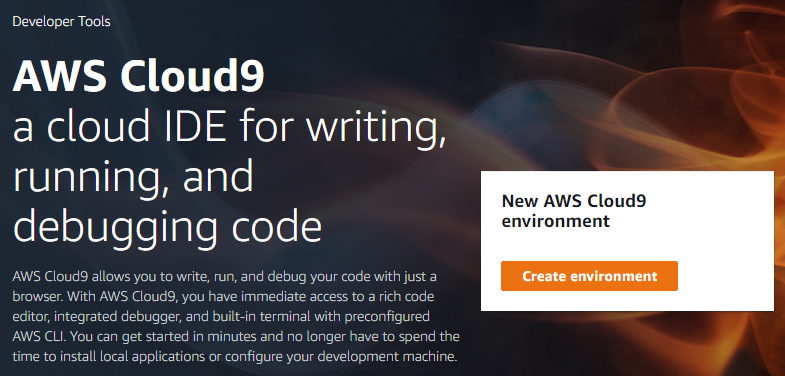 Developer Tools
AWS Cloud9
a cloud IDE for writing,
running, and
debugging code
New AWS Cloud9
environment
Create environment
AWS Cloud9 allows you to write, run, and debug your code with just a
browser. With AWS Cloud9, you have immediate access to a rich code
editor, integrated debugger, and built-in terminal with preconfigured
AWS CLI. You can get started in minutes and no longer have to spend the
time to install local applications or configure your development machine.